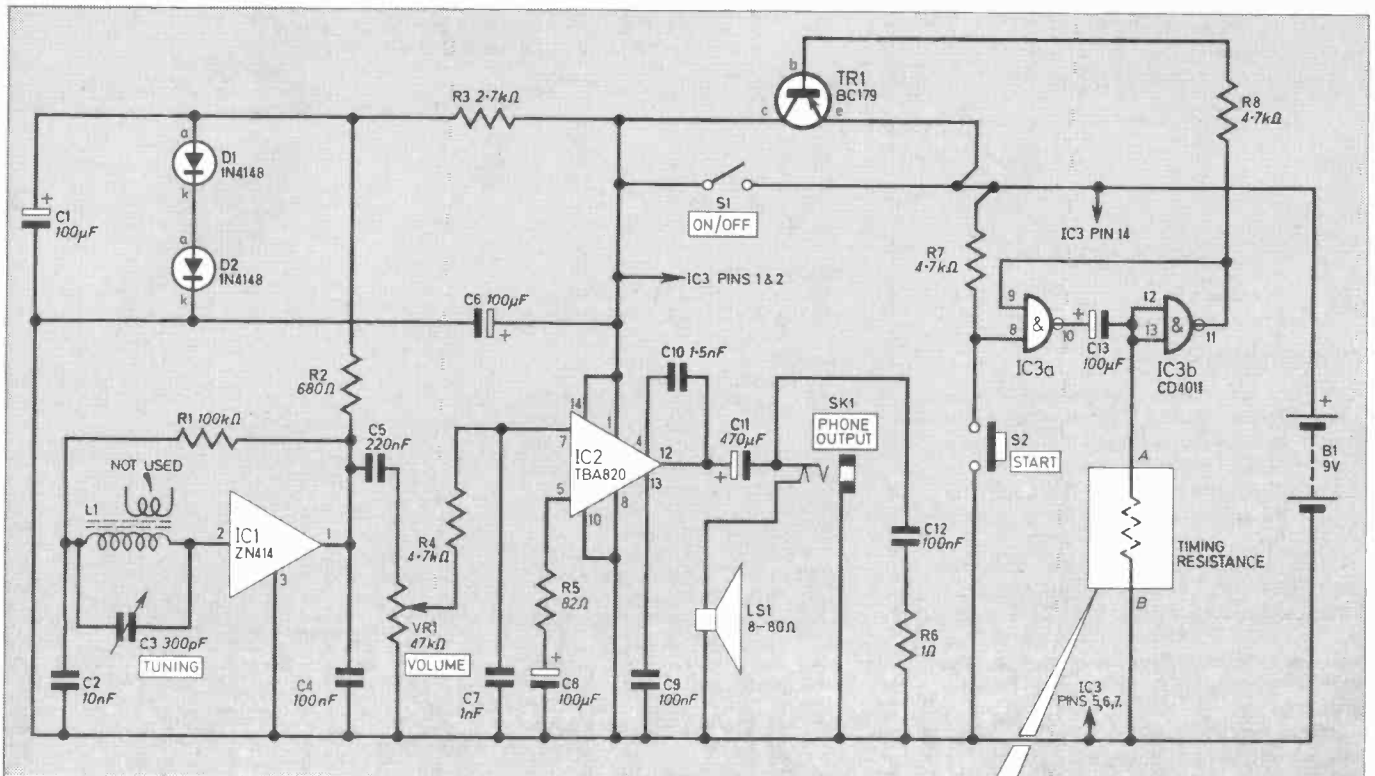 b
TR1
BC179
c
e
R3 2·7kΩ
R8
4·7kΩ
a
D1
1N4148
k
+
C1
100µF
a
D2
1N4148
k
S1
ON/OFF
IC3 PIN 14
R7
4·7kΩ
IC3 PINS 1&2
C6 100µF
+
9
8
&
10
IC3a
+
C13
100µF
12
13
&
11
IC3b
CD4011
+
B1
9V
R2
680Ω
C10 1·5nF
R1 100kΩ
C5
220nF
NOT USED
L1
14
1
7
IC2
TBA820
4
12
13
5
8
10
C11
470µF
+
SK1
PHONE
OUTPUT
S2
START
2
IC1
ZN414
1
3
R4
4·7kΩ
C12
100nF
A
TIMING
RESISTANCE
B
R5
82Ω
LS1
8–80Ω
C3 300pF
TUNING
VR1
47kΩ
VOLUME
R6
1Ω
C2
10nF
C4
100nF
C7
1nF
+
C8
100µF
C9
100nF
IC3
PINS 5,6,7.